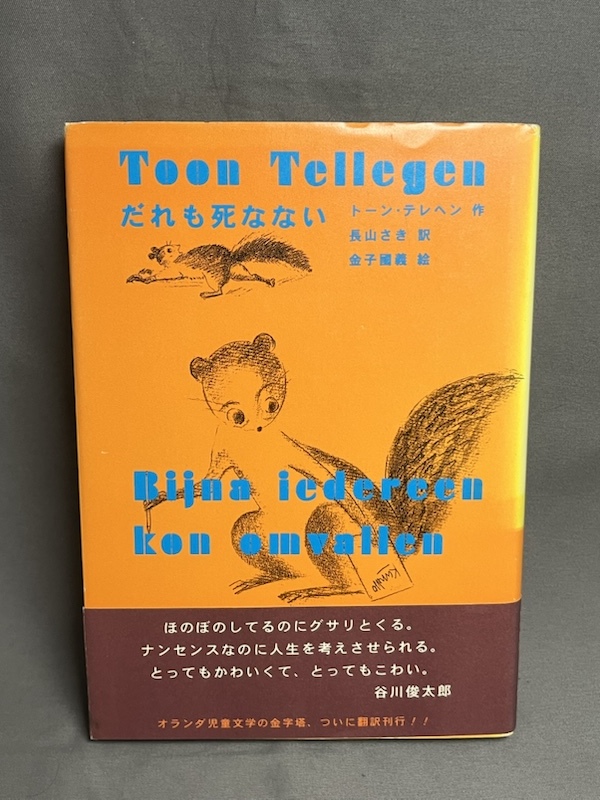 Toon Tellegen
だれも死なない
トーン・テレヘン 作
長山さき 訳
金子國義 絵
Bijna iedereen
kon omvallen
Kuniyo
ほのぼのしてるのにグサリとくる。
ナンセンスなのに人生を考えさせられる。
とってもかわいくて、とってもこわい。
谷川俊太郎
オランダ児童文学の金字塔、ついに翻訳刊行!!